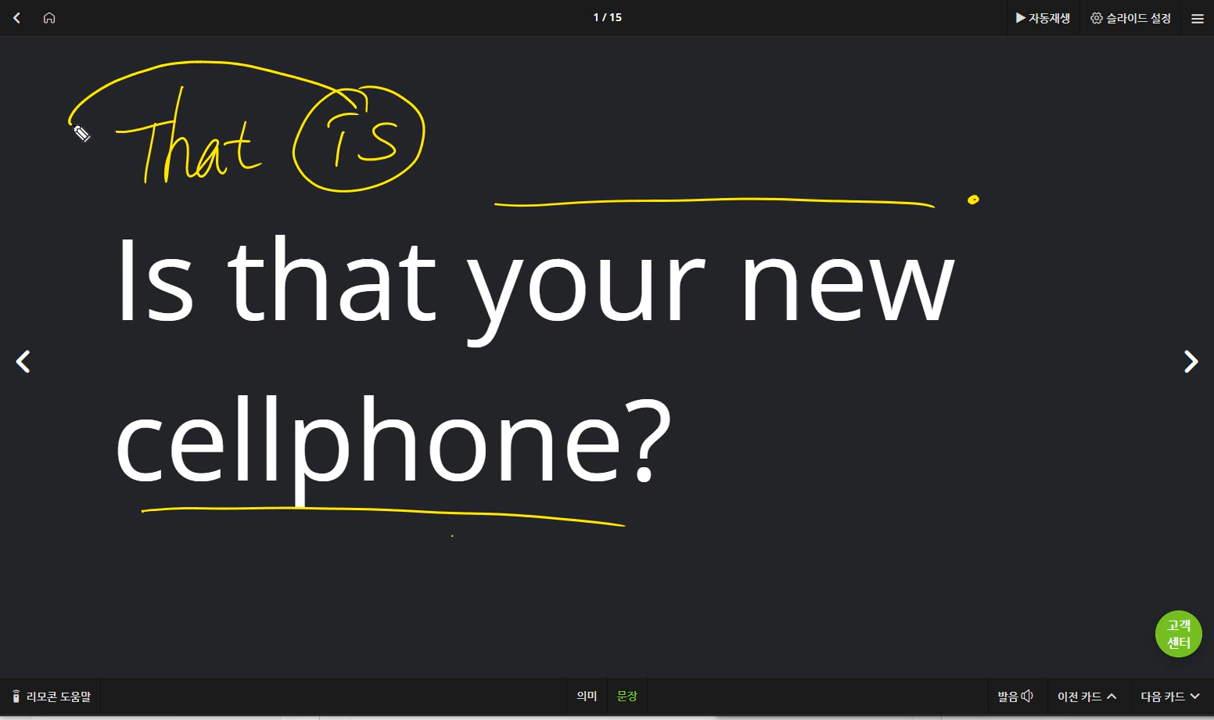 1 / 15
▶ 자동재생
슬라이드 설정
That is .
Is that your new
cellphone?
고객
센터
리모콘 도움말
의미
문장
발음
이전 카드
다음 카드